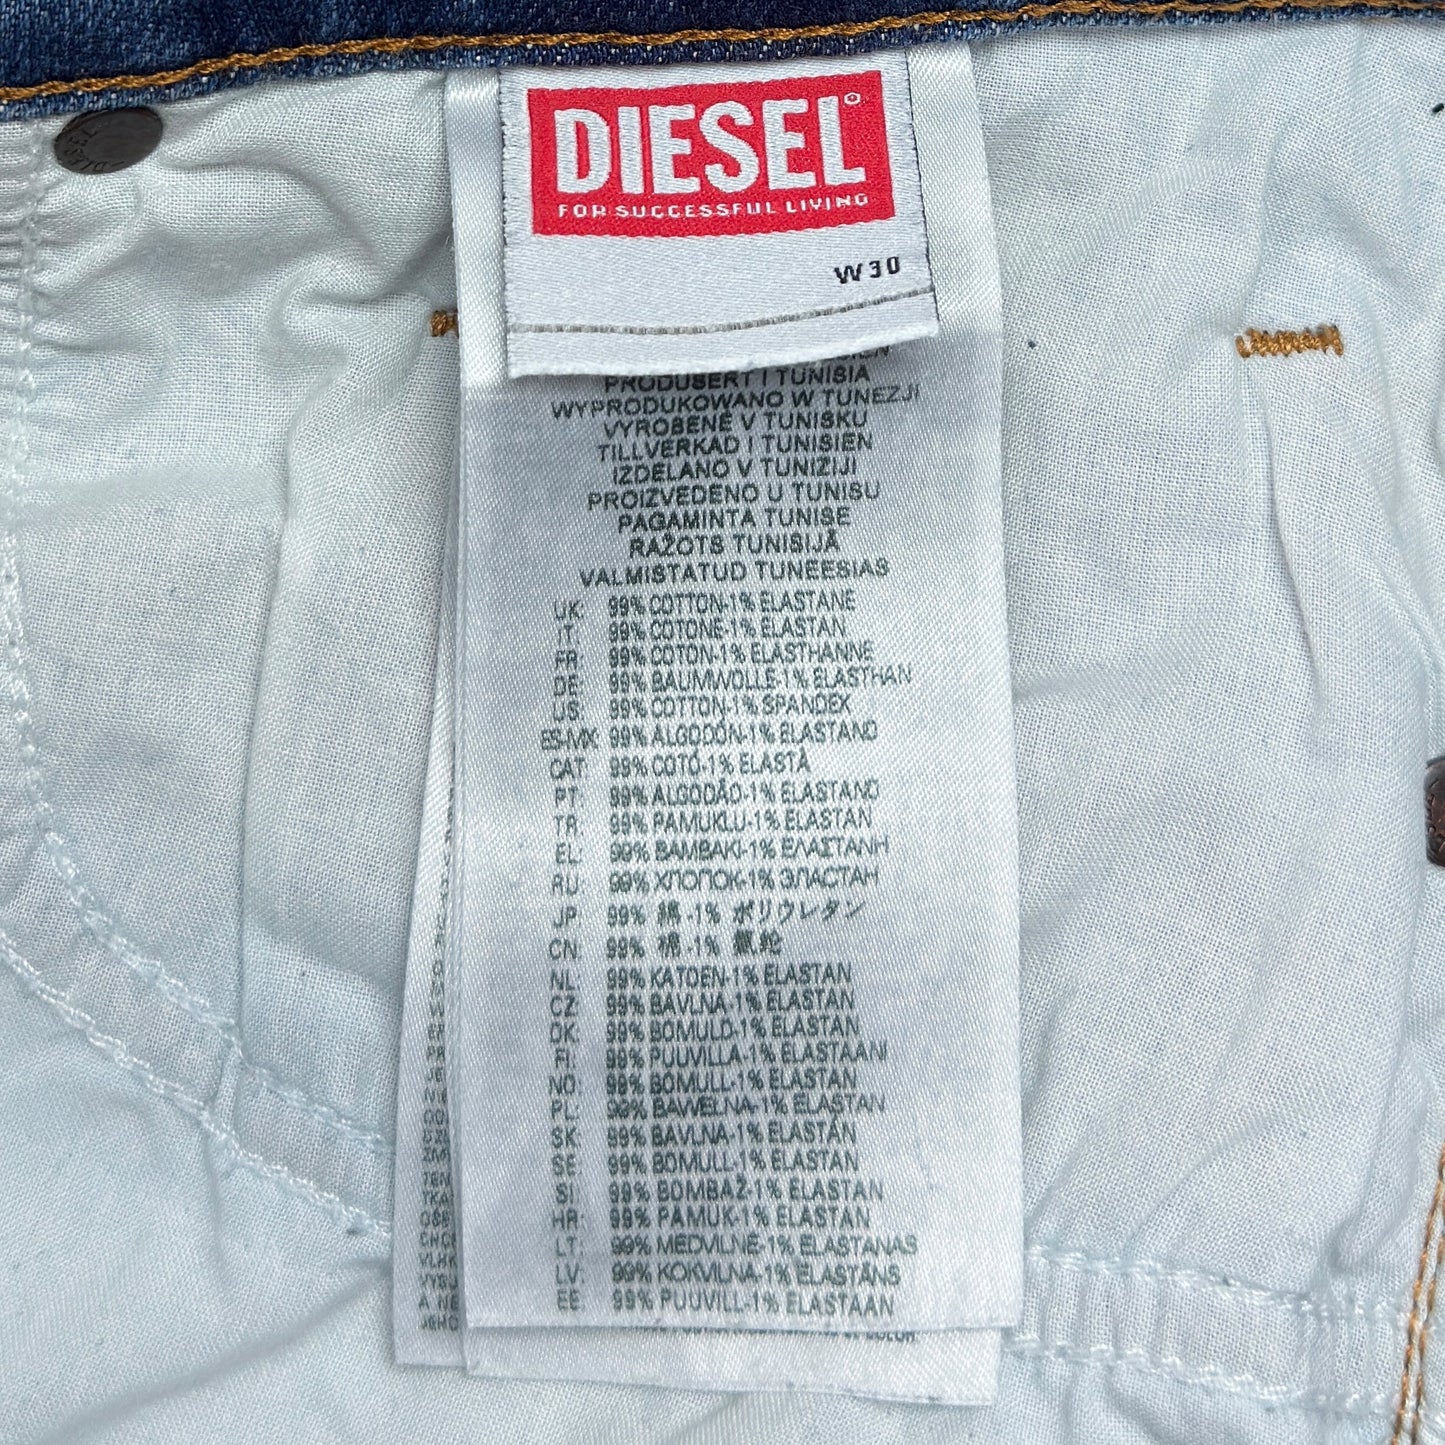 DIESEL
FOR SUCCESSFUL LIVING
W30
PRODUSERT I TUNISIA
WYPRODUKOWANO W TUNEZJI
VYROBENĚ V TUNISKU
TILLVERKAD I TUNISIEN
IZDELANO V TUNIZIJI
PROIZVEDENO U TUNISU
PAGAMINTA TUNISE
RAŽOTS TUNISIJĀ
VALMISTATUD TUNEESIAS
UK: 99% COTTON-1% ELASTANE
IT: 99% COTONE-1% ELASTAN
FR: 99% COTON-1% ELASTHANNE
DE: 99% BAUMWOLLE-1% ELASTHAN
US: 99% COTTON-1% SPANDEX
ES-MX: 99% ALGODÓN-1% ELASTANO
CAT: 99% COTÓ-1% ELASTÀ
PT: 99% ALGODÃO-1% ELASTANO
TR: 99% PAMUKLU-1% ELASTAN
EL: 99% ΒΑΜΒΑΚΙ-1% ΕΛΑΣΤΑΝΗ
RU: 99% ХЛОПОК-1% ЭЛАСТАН
JP: 99% 綿 -1% ポリウレタン
CN: 99% 棉 -1% 氨纶
NL: 99% KATOEN-1% ELASTAN
CZ: 99% BAVLNA-1% ELASTAN
DK: 99% BOMULD-1% ELASTAN
FI: 99% PUUVILLA-1% ELASTAANI
NO: 99% BOMULL-1% ELASTAN
PL: 99% BAWEŁNA-1% ELASTAN
SK: 99% BAVLNA-1% ELASTÁN
SE: 99% BOMULL-1% ELASTAN
SI: 99% BOMBAŽ-1% ELASTAN
HR: 99% PAMUK-1% ELASTAN
LT: 99% MEDVILNĖ-1% ELASTANAS
LV: 99% KOKVILNA-1% ELASTĀNS
EE: 99% PUUVILL-1% ELASTAAN